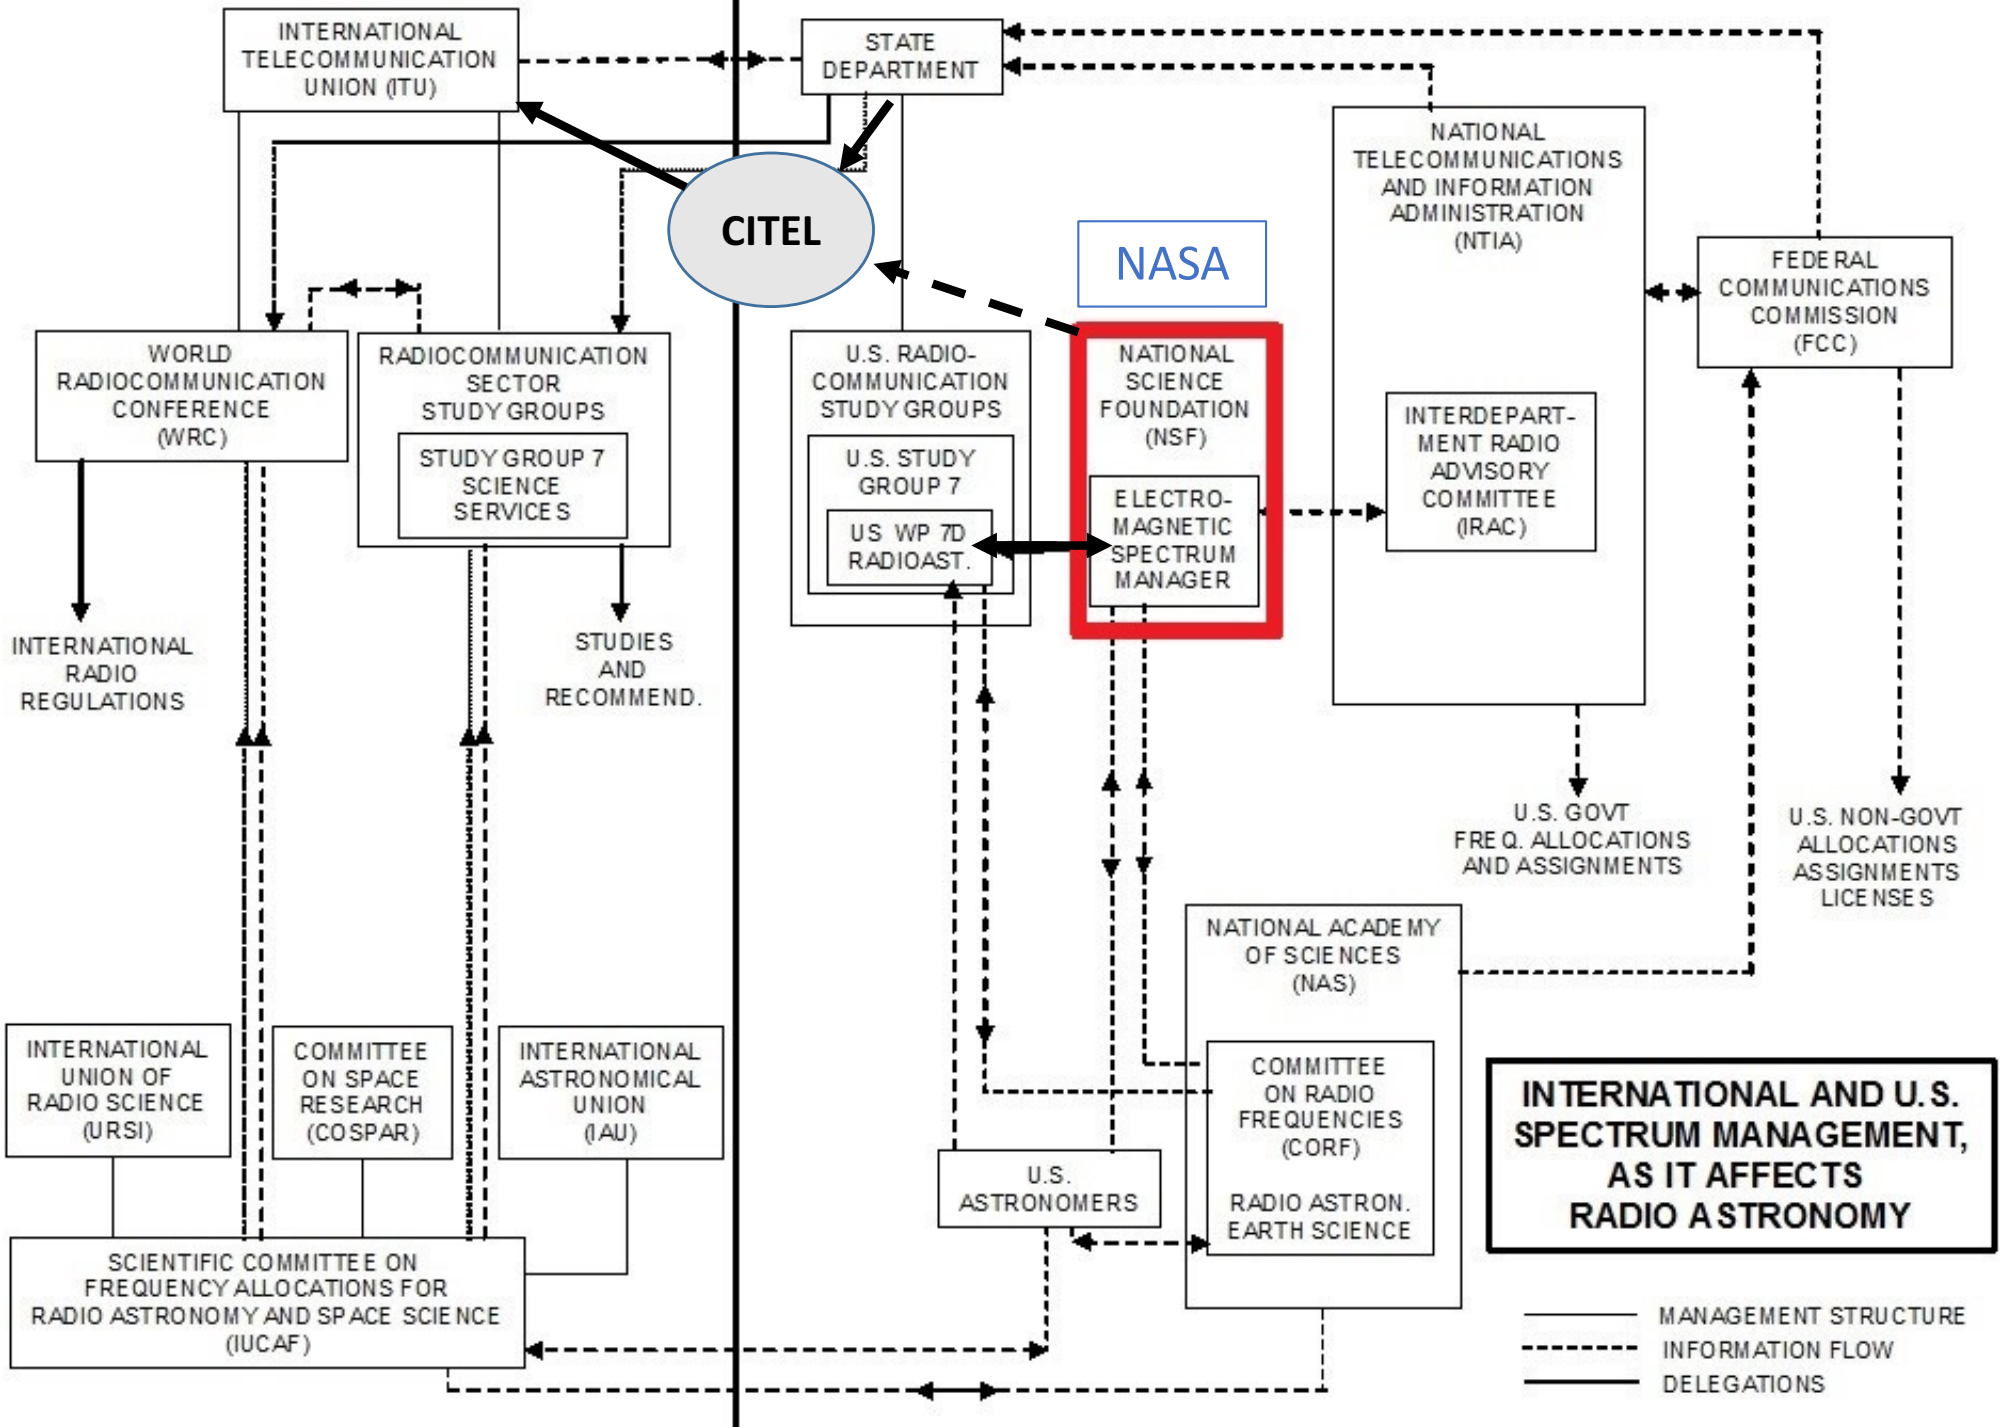 INTERNATIONAL
TELECOMMUNICATION
UNION (ITU)
STATE
DEPARTMENT
NATIONAL
TELECOMMUNICATIONS
AND INFORMATION
ADMINISTRATION
(NTIA)
CITEL
NASA
FEDERAL
COMMUNICATIONS
COMMISSION
(FCC)
WORLD
RADIOCOMMUNICATION
CONFERENCE
(WRC)
RADIOCOMMUNICATION
SECTOR
STUDY GROUPS
STUDY GROUP 7
SCIENCE
SERVICES
U.S. RADIO-
COMMUNICATION
STUDY GROUPS
U.S. STUDY
GROUP 7
US WP 7D
RADIOAST.
NATIONAL
SCIENCE
FOUNDATION
(NSF)
ELECTRO-
MAGNETIC
SPECTRUM
MANAGER
INTERDEPART-
MENT RADIO
ADVISORY
COMMITTEE
(IRAC)
INTERNATIONAL
RADIO
REGULATIONS
STUDIES
AND
RECOMMEND.
U.S. GOVT
FREQ. ALLOCATIONS
AND ASSIGNMENTS
U.S. NON-GOVT
ALLOCATIONS
ASSIGNMENTS
LICENSES
NATIONAL ACADEMY
OF SCIENCES
(NAS)
INTERNATIONAL
UNION OF
RADIO SCIENCE
(URSI)
COMMITTEE
ON SPACE
RESEARCH
(COSPAR)
INTERNATIONAL
ASTRONOMICAL
UNION
(IAU)
COMMITTEE
ON RADIO
FREQUENCIES
(CORF)
RADIO ASTRON.
EARTH SCIENCE
U.S.
ASTRONOMERS
INTERNATIONAL AND U.S.
SPECTRUM MANAGEMENT,
AS IT AFFECTS
RADIO ASTRONOMY
SCIENTIFIC COMMITTEE ON
FREQUENCY ALLOCATIONS FOR
RADIO ASTRONOMY AND SPACE SCIENCE
(IUCAF)
MANAGEMENT STRUCTURE
INFORMATION FLOW
DELEGATIONS